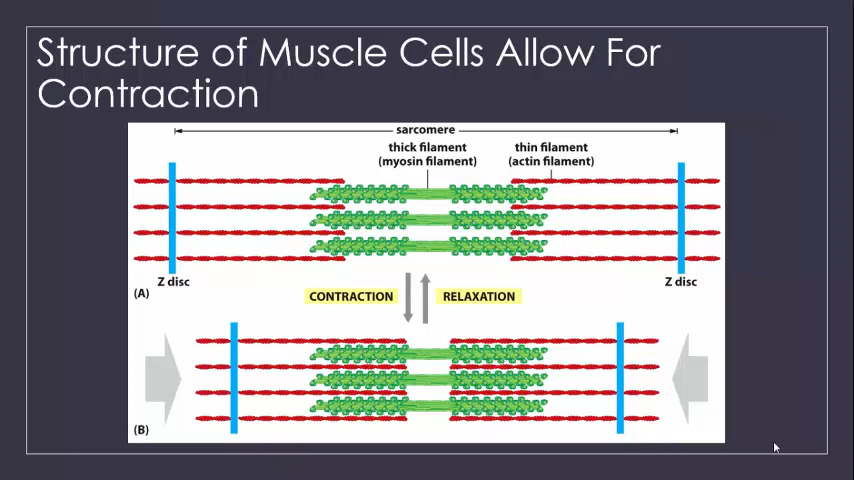 Structure of Muscle Cells Allow For
Contraction
sarcomere
thick filament
(myosin filament)
thin filament
(actin filament)
Z disc
Z disc
(A)
CONTRACTION
RELAXATION
(B)